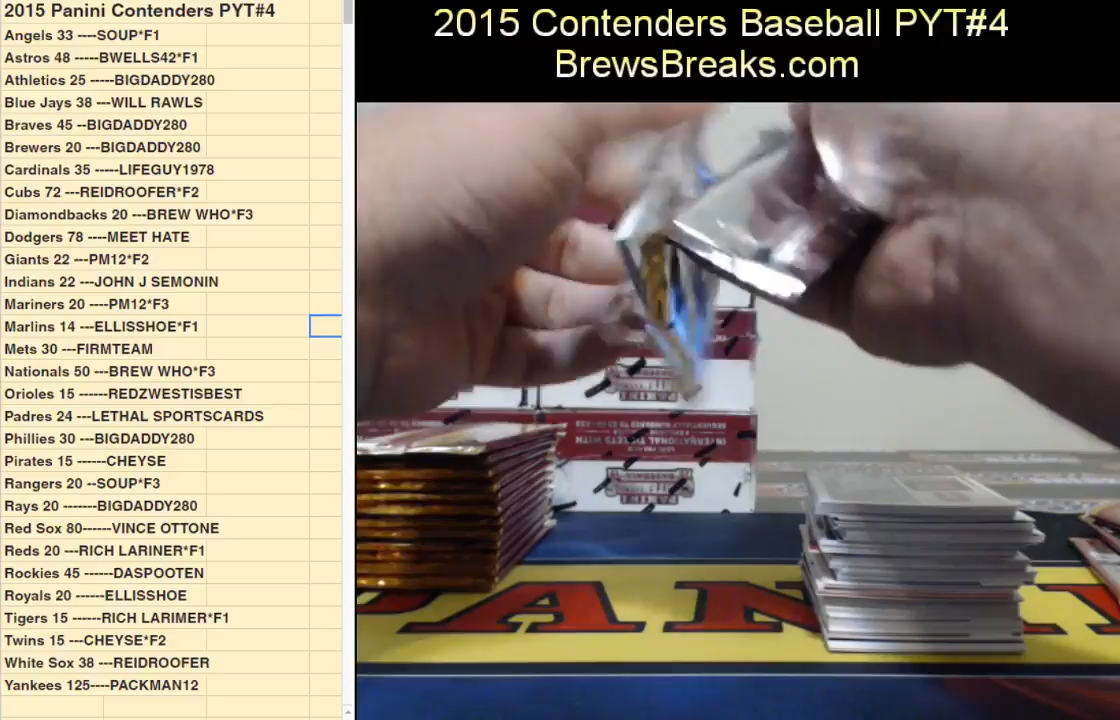 2015 Panini Contenders PYT#4
Angels 33 ----SOUP*F1
Astros 48 -----BWELLS42*F1
Athletics 25 -----BIGDADDY280
Blue Jays 38 ---WILL RAWLS
Braves 45 --BIGDADDY280
Brewers 20 ---BIGDADDY280
Cardinals 35 -----LIFEGUY1978
Cubs 72 ---REIDROOFER*F2
Diamondbacks 20 ---BREW WHO*F3
Dodgers 78 ----MEET HATE
Giants 22 ---PM12*F2
Indians 22 ---JOHN J SEMONIN
Mariners 20 ----PM12*F3
Marlins 14 ---ELLISSHOE*F1
Mets 30 ---FIRMTEAM
Nationals 50 ---BREW WHO*F3
Orioles 15 -----REDZWESTISBEST
Padres 24 ---LETHAL SPORTSCARDS
Phillies 30 ---BIGDADDY280
Pirates 15 ------CHEYSE
Rangers 20 --SOUP*F3
Rays 20 -------BIGDADDY280
Red Sox 80------VINCE OTTONE
Reds 20 ---RICH LARINER*F1
Rockies 45 ------DASPOOTEN
Royals 20 ------ELLISSHOE
Tigers 15 ------RICH LARIMER*F1
Twins 15 ---CHEYSE*F2
White Sox 38 ---REIDROOFER
Yankees 125----PACKMAN12
2015 Contenders Baseball PYT#4
BrewsBreaks.com
INTERNATIONAL TICKETS WITH
PANINI